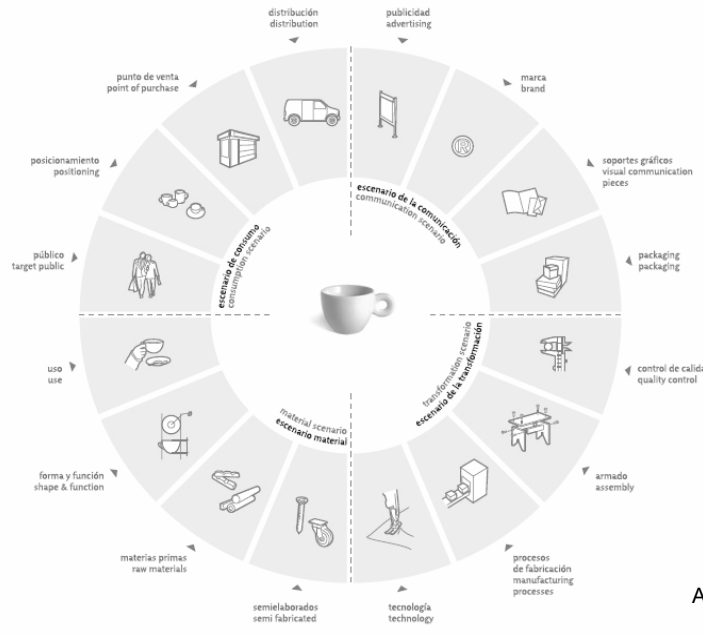 distribución
distribution
publicidad
advertising
marca
brand
soportes gráficos
visual communication
pieces
packaging
packaging
control de calida
quality control
armado
assembly
procesos
de fabricación
manufacturing
processes
tecnología
technology
semielaborados
semi fabricated
materias primas
raw materials
forma y función
shape & function
uso
use
público
target public
posicionamiento
positioning
punto de venta
point of purchase
escenario de la comunicación
communication scenario
transformation scenario
escenario de la transformación
material scenario
escenario material
escenario de consumo
consumption scenario
®
A